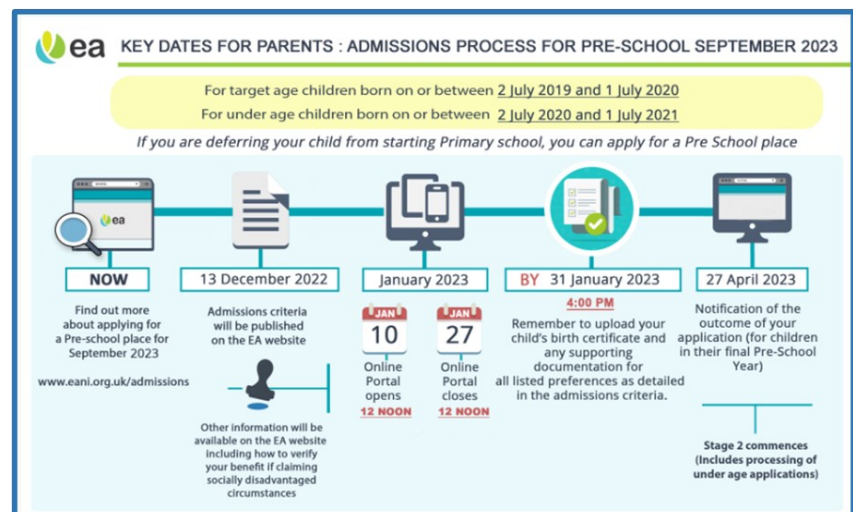 ea
KEY DATES FOR PARENTS : ADMISSIONS PROCESS FOR PRE-SCHOOL SEPTEMBER 2023
For target age children born on or between 2 July 2019 and 1 July 2020
For under age children born on or between 2 July 2020 and 1 July 2021
If you are deferring your child from starting Primary school, you can apply for a Pre School place
ea
NOW
Find out more
about applying for
a Pre-school place for
September 2023
www.eani.org.uk/admissions
13 December 2022
Admissions criteria
will be published
on the EA website
Other information will be
available on the EA website
including how to verify
your benefit if claiming
socially disadvantaged
circumstances
January 2023
JAN
10
Online
Portal
opens
12 NOON
JAN
27
Online
Portal
closes
12 NOON
BY 31 January 2023
4:00 PM
Remember to upload your
child's birth certificate and
any supporting
documentation for
all listed preferences as detailed
in the admissions criteria.
27 April 2023
Notification of the
outcome of your
application (for children
in their final Pre-School
Year)
Stage 2 commences
(Includes processing of
under age applications)